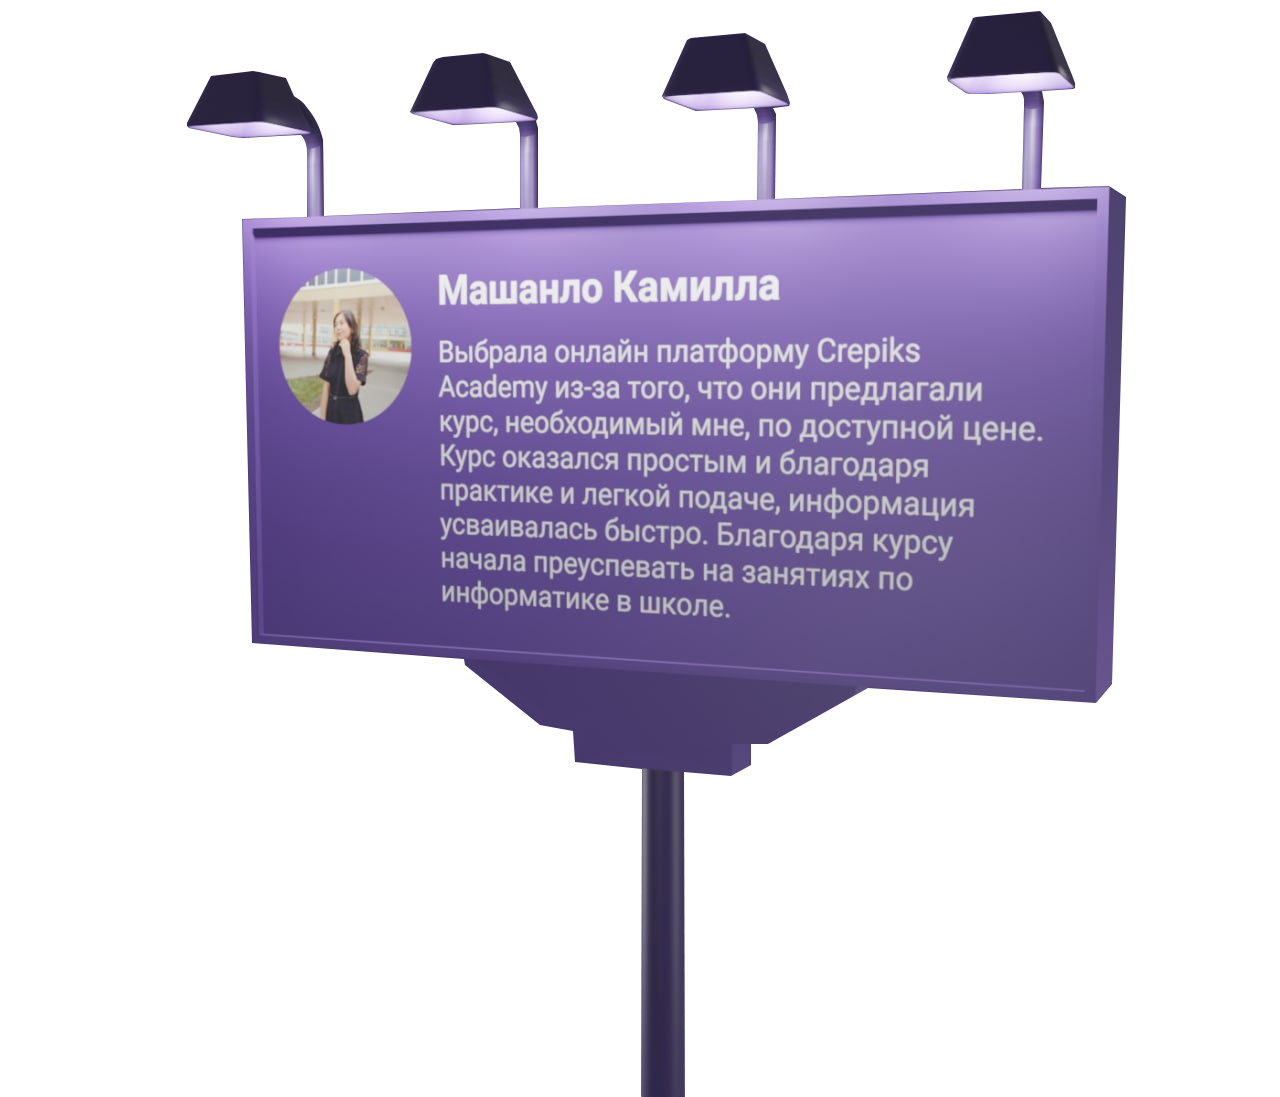 Машанло Камилла
Выбрала онлайн платформу Crepiks
Academy из-за того, что они предлагали
курс, необходимый мне, по доступной цене.
Курс оказался простым и благодаря
практике и легкой подаче, информация
усваивалась быстро. Благодаря курсу
начала преуспевать на занятиях по
информатике в школе.